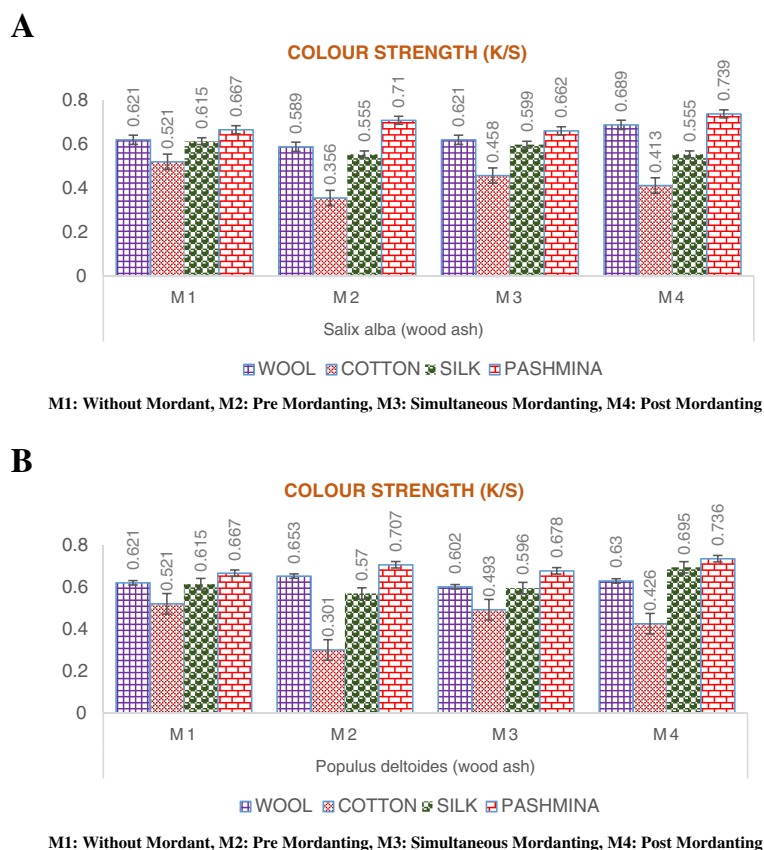 A
COLOUR STRENGTH (K/S)
0.621 0.521 0.615 0.667 0.589 0.356 0.555 0.71 0.621 0.458 0.599 0.662 0.689 0.413 0.555 0.739
0.8
0.6
0.4
0.2
0
M1 M2 M3 M4
Salix alba (wood ash)
WOOL COTTON SILK PASHMINA
M1: Without Mordant, M2: Pre Mordanting, M3: Simultaneous Mordanting, M4: Post Mordanting
B
COLOUR STRENGTH (K/S)
0.621 0.521 0.615 0.667 0.653 0.301 0.57 0.707 0.602 0.493 0.596 0.678 0.63 0.426 0.695 0.736
0.8
0.6
0.4
0.2
0
M1 M2 M3 M4
Populus deltoides (wood ash)
WOOL COTTON SILK PASHMINA
M1: Without Mordant, M2: Pre Mordanting, M3: Simultaneous Mordanting, M4: Post Mordanting